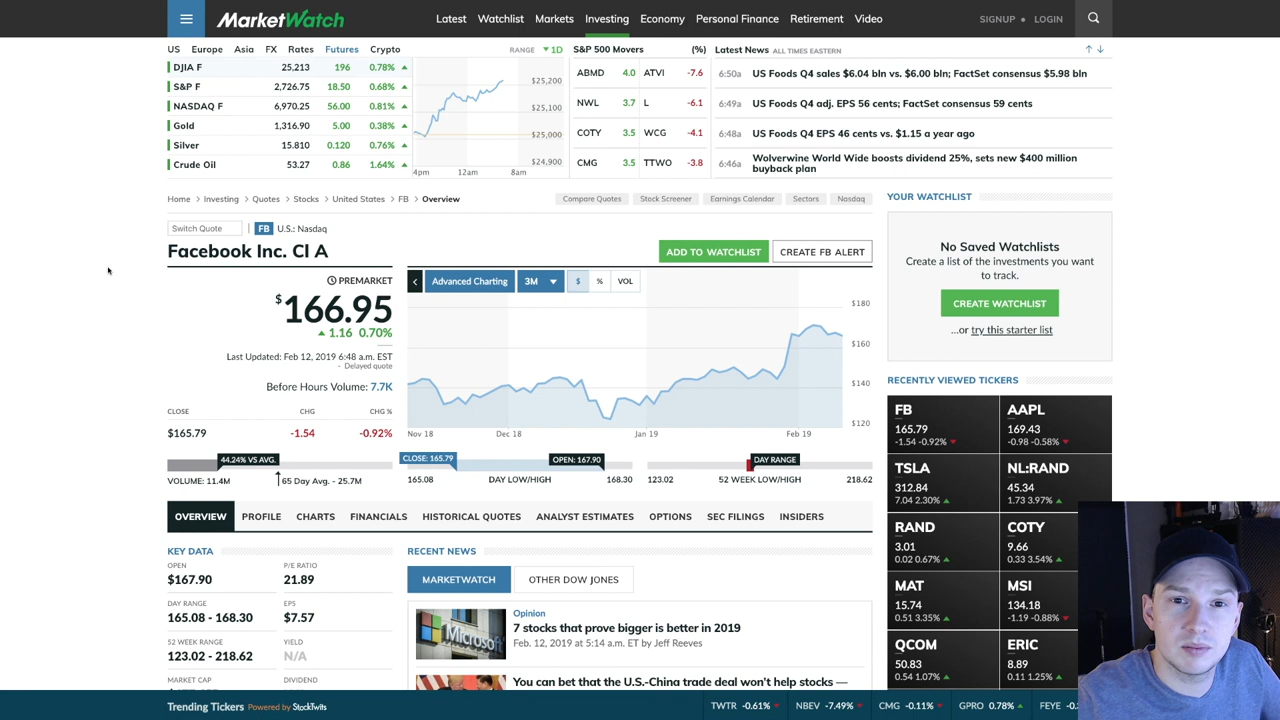 MarketWatch
Latest Watchlist Markets Investing Economy Personal Finance Retirement Video
SIGNUP • LOGIN
US Europe Asia FX Rates Futures Crypto
DJIA F 25,213 196 0.78%
S&P F 2,726.75 18.50 0.68%
NASDAQ F 6,970.25 56.00 0.81%
Gold 1,316.90 5.00 0.38%
Silver 15.810 0.120 0.76%
Crude Oil 53.27 0.86 1.64%
RANGE 1D
$25,200
$25,100
$25,000
$24,900
4pm 12am 8am
S&P 500 Movers (%)
ABMD 4.0 ATVI -7.6
NWL 3.7 L -6.1
COTY 3.5 WCG -4.1
CMG 3.5 TTWO -3.8
Latest News ALL TIMES EASTERN
6:50a US Foods Q4 sales $6.04 bln vs. $6.00 bln; FactSet consensus $5.98 bln
6:49a US Foods Q4 adj. EPS 56 cents; FactSet consensus 59 cents
6:48a US Foods Q4 EPS 46 cents vs. $1.15 a year ago
6:46a Wolverwine World Wide boosts dividend 25%, sets new $400 million
buyback plan
Home > Investing > Quotes > Stocks > United States > FB > Overview
Compare Quotes Stock Screener Earnings Calendar Sectors Nasdaq
Switch Quote | FB U.S.: Nasdaq
Facebook Inc. Cl A
ADD TO WATCHLIST CREATE FB ALERT
PREMARKET
$166.95
1.16 0.70%
Last Updated: Feb 12, 2019 6:48 a.m. EST
- Delayed quote
Before Hours Volume: 7.7K
CLOSE CHG CHG %
$165.79 -1.54 -0.92%
44.24% VS AVG.
VOLUME: 11.4M 65 Day Avg. - 25.7M
Advanced Charting 3M $ % VOL
$180
$160
$140
$120
Nov 18 Dec 18 Jan 19 Feb 19
CLOSE: 165.79 OPEN: 167.90
165.08 DAY LOW/HIGH 168.30
DAY RANGE
123.02 52 WEEK LOW/HIGH 218.62
OVERVIEW PROFILE CHARTS FINANCIALS HISTORICAL QUOTES ANALYST ESTIMATES OPTIONS SEC FILINGS INSIDERS
KEY DATA
OPEN P/E RATIO
$167.90 21.89
DAY RANGE EPS
165.08 - 168.30 $7.57
52 WEEK RANGE YIELD
123.02 - 218.62 N/A
MARKET CAP DIVIDEND
RECENT NEWS
MARKETWATCH OTHER DOW JONES
Microsoft
Opinion
7 stocks that prove bigger is better in 2019
Feb. 12, 2019 at 5:14 a.m. ET by Jeff Reeves
You can bet that the U.S.-China trade deal won't help stocks —
YOUR WATCHLIST
No Saved Watchlists
Create a list of the investments you want
to track.
CREATE WATCHLIST
...or try this starter list
RECENTLY VIEWED TICKERS
FB AAPL
165.79 169.43
-1.54 -0.92% -0.98 -0.58%
TSLA NL:RAND
312.84 45.34
7.04 2.30% 1.73 3.97%
RAND COTY
3.01 9.66
0.02 0.67% 0.33 3.54%
MAT MSI
15.74 134.18
0.51 3.35% -1.19 -0.88%
QCOM ERIC
50.83 8.89
0.54 1.07% 0.11 1.25%
Trending Tickers Powered by StockTwits
TWTR -0.61% NBEV -7.49% CMG -0.11% GPRO 0.78% FEYE